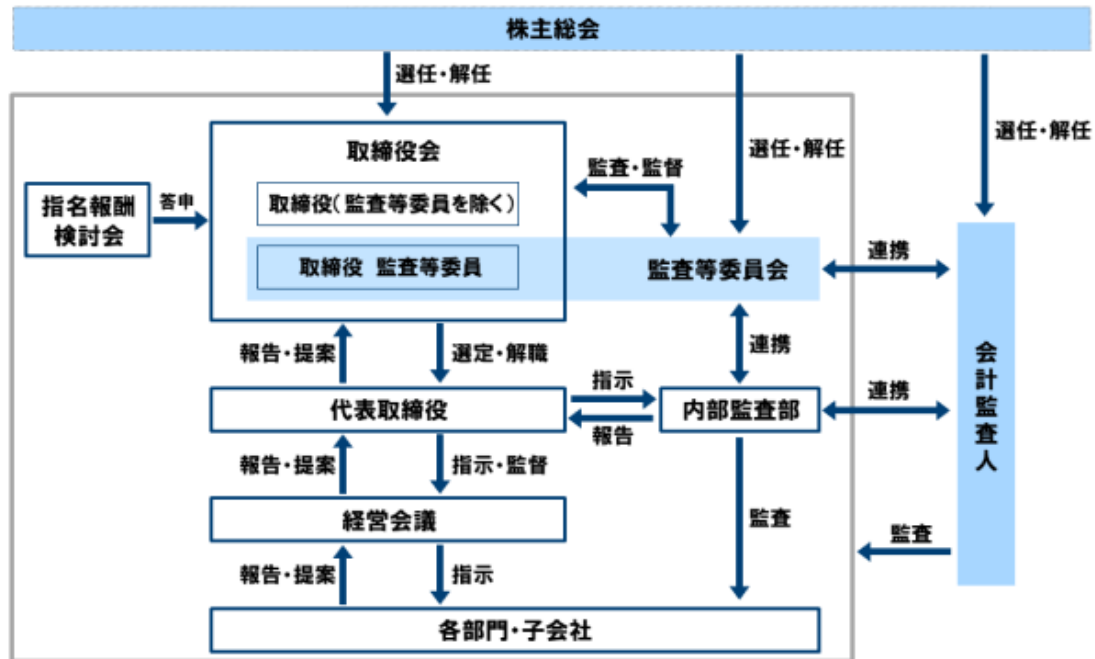 株主総会
選任・解任
選任・解任
選任・解任
取締役会
監査・監督
指名報酬
検討会
答申
取締役(監査等委員を除く)
取締役 監査等委員
監査等委員会
連携
報告・提案
選定・解職
連携
会計監査人
代表取締役
指示
報告
内部監査部
連携
報告・提案
指示・監督
経営会議
監査
監査
報告・提案
指示
各部門・子会社